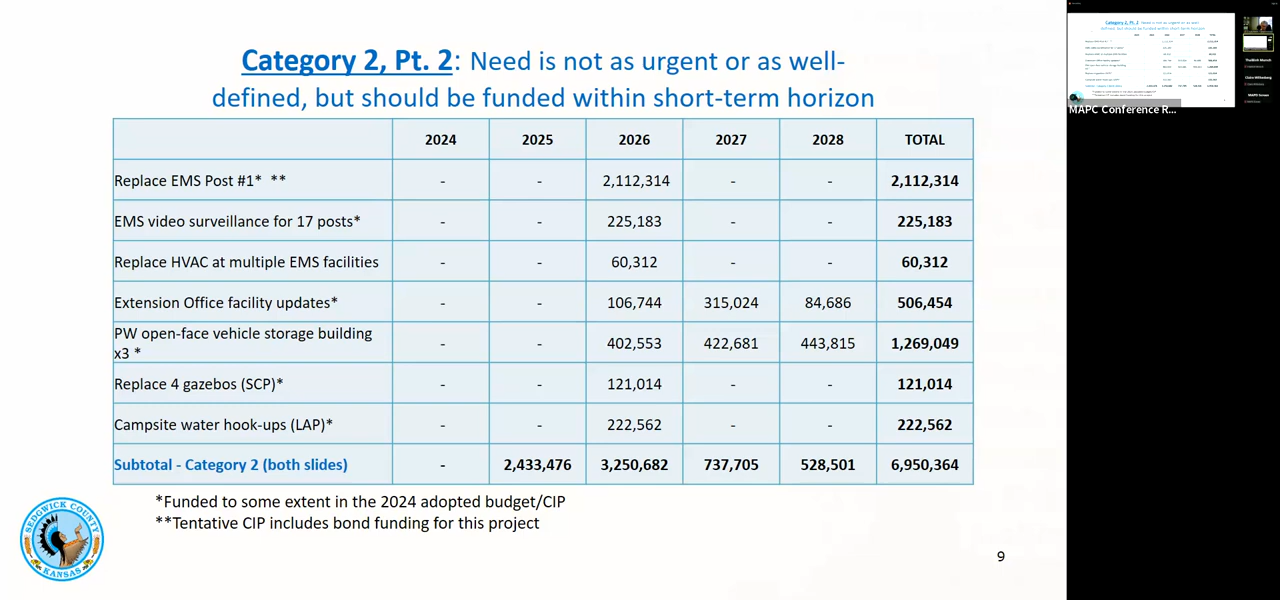 Category 2, Pt. 2: Need is not as urgent or as well-
defined, but should be funded within short-term horizon
2024 2025 2026 2027 2028 TOTAL
Replace EMS Post #1* ** - - 2,112,314 - - 2,112,314
EMS video surveillance for 17 posts* - - 225,183 - - 225,183
Replace HVAC at multiple EMS facilities - - 60,312 - - 60,312
Extension Office facility updates* - - 106,744 315,024 84,686 506,454
PW open-face vehicle storage building
x3 * - - 402,553 422,681 443,815 1,269,049
Replace 4 gazebos (SCP)* - - 121,014 - - 121,014
Campsite water hook-ups (LAP)* - - 222,562 - - 222,562
Subtotal - Category 2 (both slides) - 2,433,476 3,250,682 737,705 528,501 6,950,364
*Funded to some extent in the 2024 adopted budget/CIP
**Tentative CIP includes bond funding for this project
SEDGWICK COUNTY
KANSAS
9
MAPC Conference R...